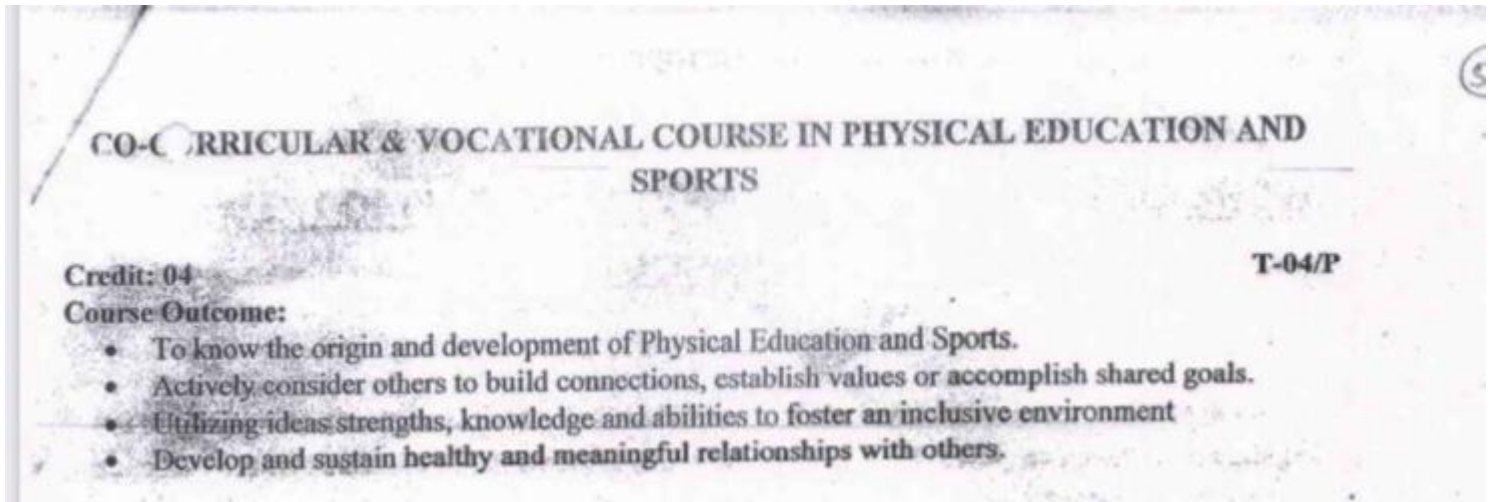 CO-CURRICULAR & VOCATIONAL COURSE IN PHYSICAL EDUCATION AND
SPORTS
Credit: 04
T-04/P
Course Outcome:
• To know the origin and development of Physical Education and Sports.
• Actively consider others to build connections, establish values or accomplish shared goals.
• Utilizing ideas strengths, knowledge and abilities to foster an inclusive environment
• Develop and sustain healthy and meaningful relationships with others.